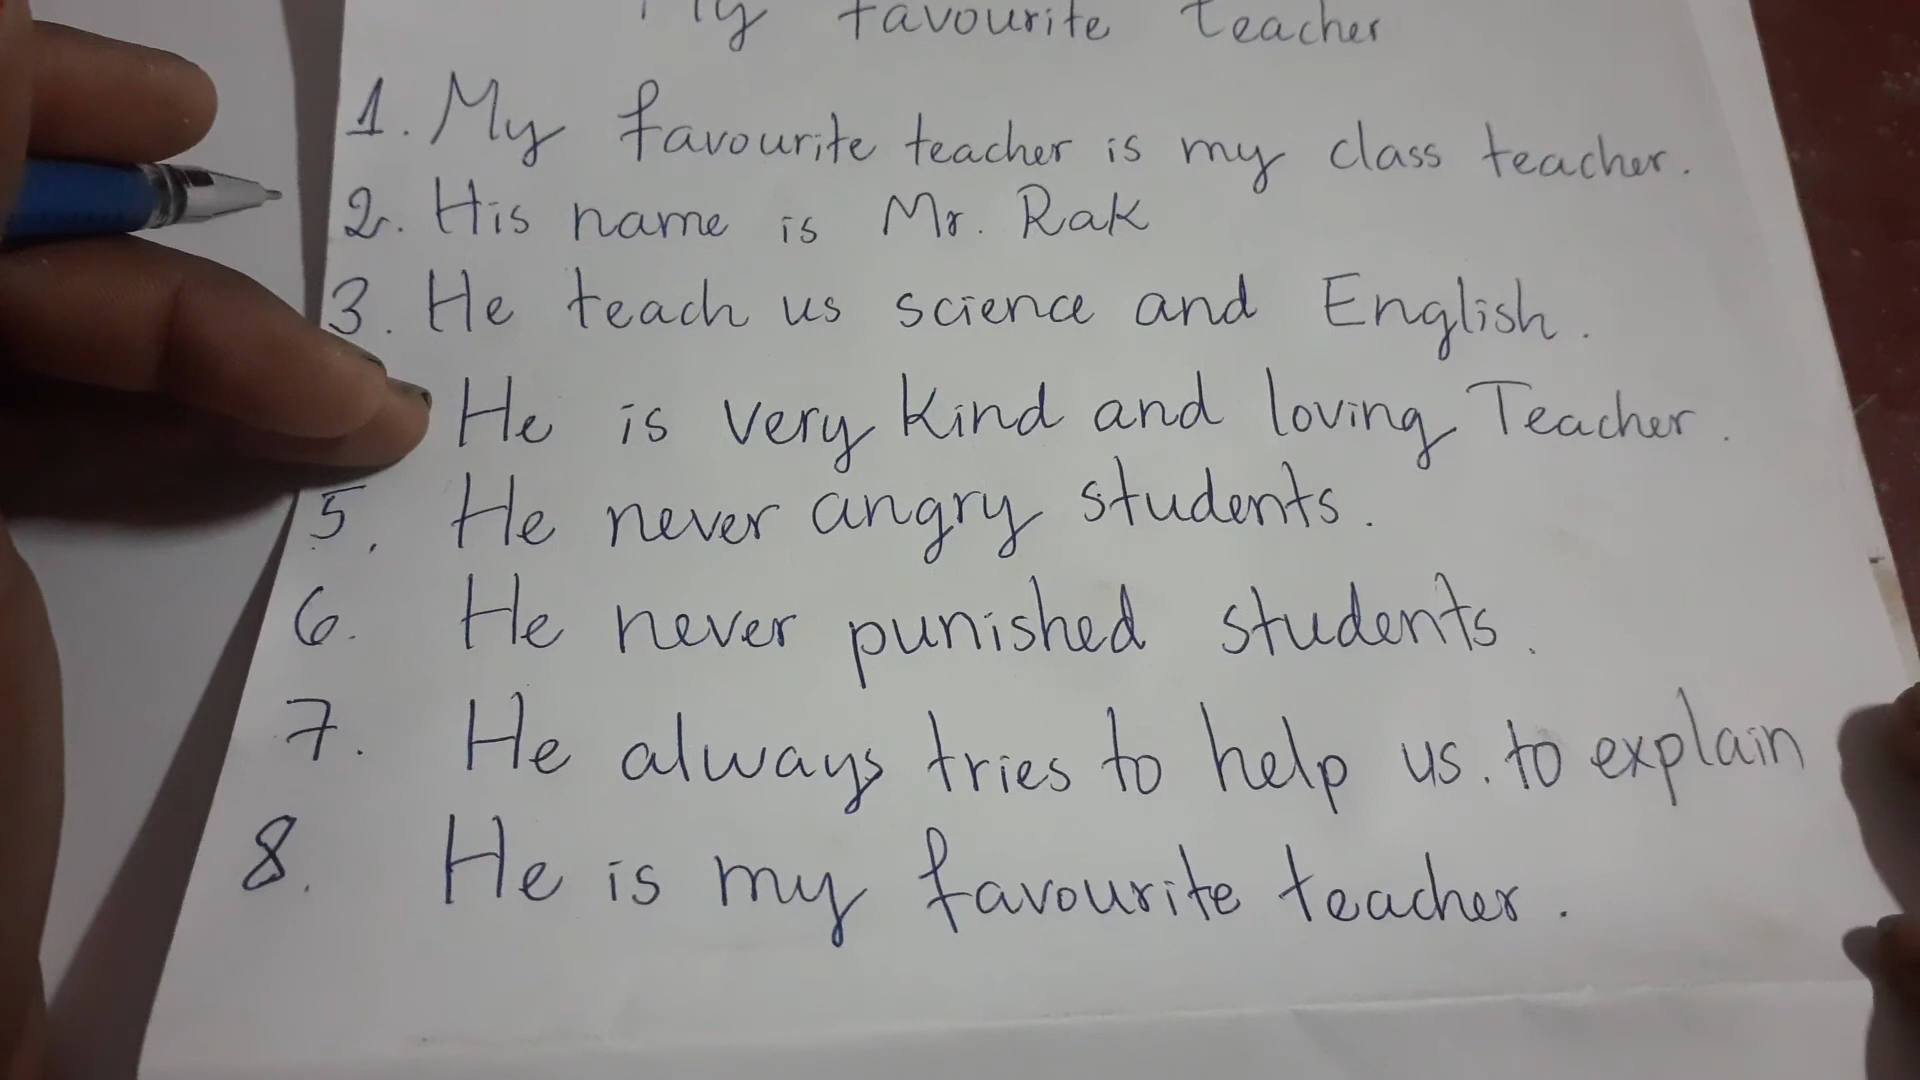 My favourite teacher
1. My favourite teacher is my class teacher.
2. His name is Mr. Rak
3. He teach us science and English.
He is very kind and loving Teacher.
5. He never angry students.
6. He never punished students.
7. He always tries to help us. to explain
8. He is my favourite teacher.